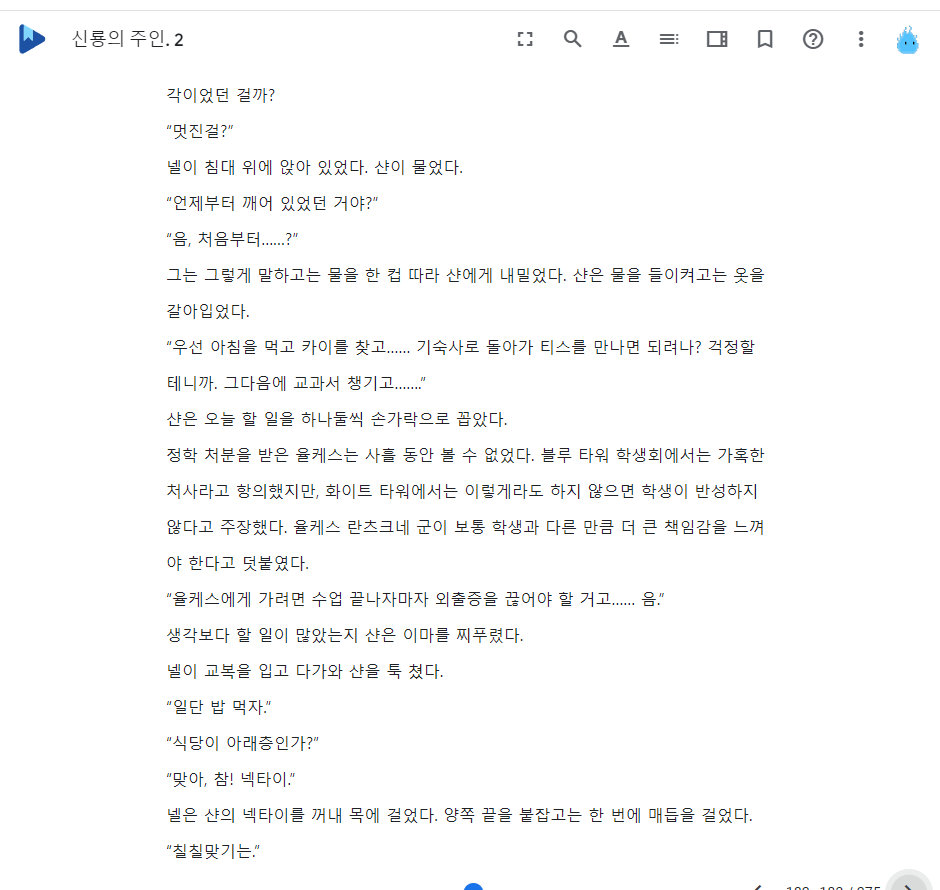 신룡의 주인. 2
각이었던 걸까?
“멋진걸?”
넬이 침대 위에 앉아 있었다. 샨이 물었다.
“언제부터 깨어 있었던 거야?”
“음, 처음부터……?”
그는 그렇게 말하고는 물을 한 컵 따라 샨에게 내밀었다. 샨은 물을 들이켜고는 옷을
갈아입었다.
“우선 아침을 먹고 카이를 찾고…… 기숙사로 돌아가 티스를 만나면 되려나? 걱정할
테니까. 그다음에 교과서 챙기고…….”
샨은 오늘 할 일을 하나둘씩 손가락으로 꼽았다.
정학 처분을 받은 율케스는 사흘 동안 볼 수 없었다. 블루 타워 학생회에서는 가혹한
처사라고 항의했지만, 화이트 타워에서는 이렇게라도 하지 않으면 학생이 반성하지
않다고 주장했다. 율케스 란츠크네 군이 보통 학생과 다른 만큼 더 큰 책임감을 느껴
야 한다고 덧붙였다.
“율케스에게 가려면 수업 끝나자마자 외출증을 끊어야 할 거고…… 음.”
생각보다 할 일이 많았는지 샨은 이마를 찌푸렸다.
넬이 교복을 입고 다가와 샨을 툭 쳤다.
“일단 밥 먹자.”
“식당이 아래층인가?”
“맞아, 참! 넥타이.”
넬은 샨의 넥타이를 꺼내 목에 걸었다. 양쪽 끝을 붙잡고는 한 번에 매듭을 걸었다.
“칠칠맞기는.”